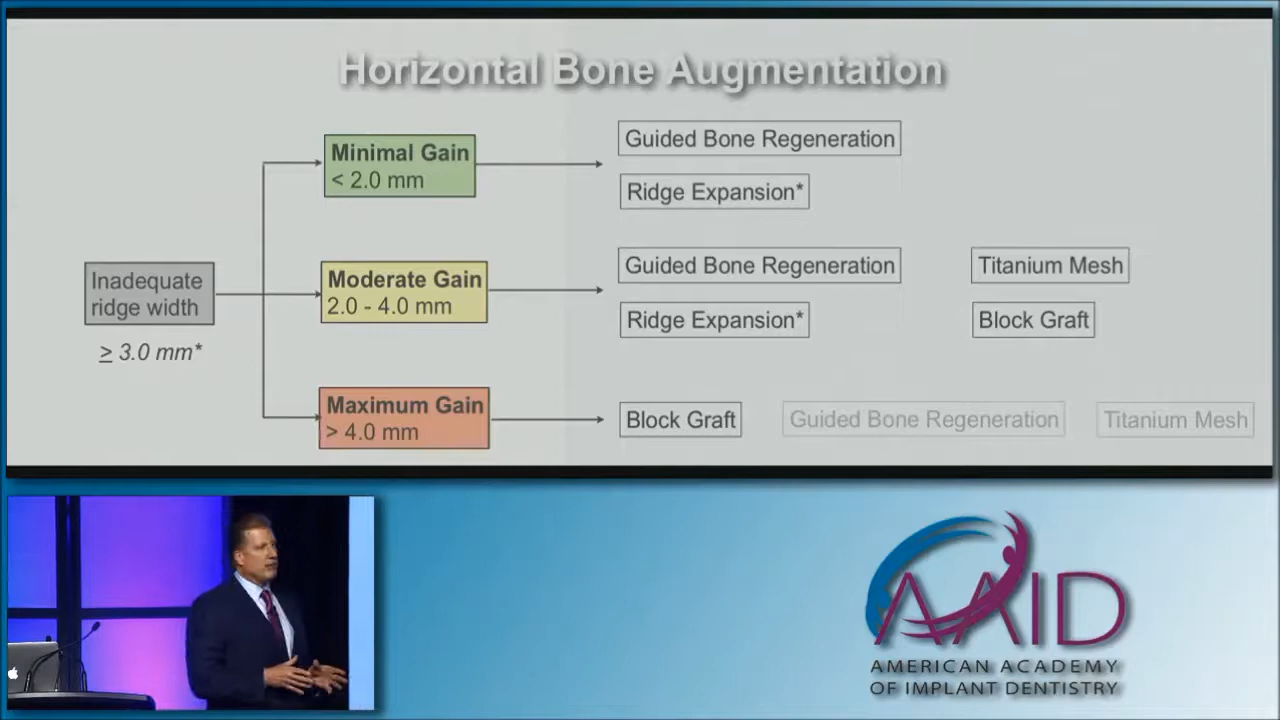 Horizontal Bone Augmentation
Minimal Gain
< 2.0 mm
Guided Bone Regeneration
Ridge Expansion*
Inadequate
ridge width
≥ 3.0 mm*
Moderate Gain
2.0 - 4.0 mm
Guided Bone Regeneration
Titanium Mesh
Ridge Expansion*
Block Graft
Maximum Gain
> 4.0 mm
Block Graft
Guided Bone Regeneration
Titanium Mesh
AAID
AMERICAN ACADEMY
OF IMPLANT DENTISTRY